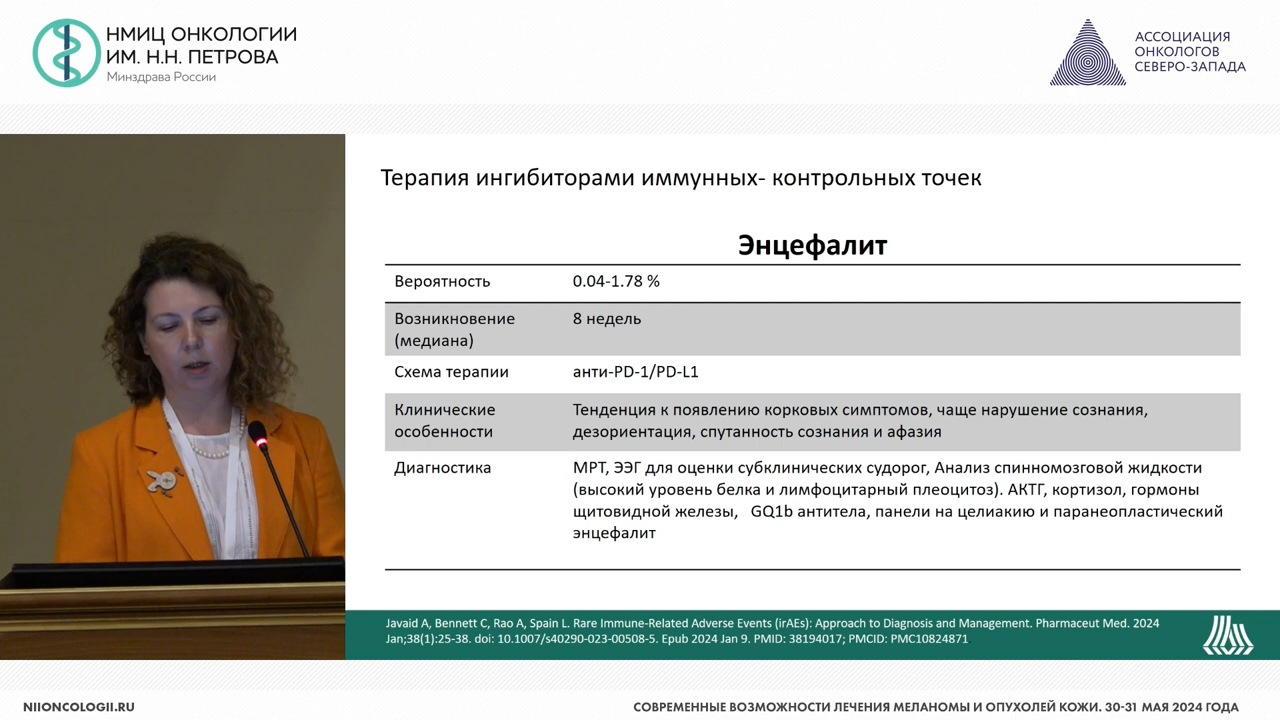 НМИЦ ОНКОЛОГИИ
ИМ. Н.Н. ПЕТРОВА
Минздрава России
АССОЦИАЦИЯ
ОНКОЛОГОВ
СЕВЕРО-ЗАПАДА
Терапия ингибиторами иммунных- контрольных точек
Энцефалит
Вероятность 0.04-1.78 %
Возникновение 8 недель
(медиана)
Схема терапии анти-PD-1/PD-L1
Клинические Тенденция к появлению корковых симптомов, чаще нарушение сознания,
особенности дезориентация, спутанность сознания и афазия
Диагностика МРТ, ЭЭГ для оценки субклинических судорог, Анализ спинномозговой жидкости
(высокий уровень белка и лимфоцитарный плеоцитоз). АКТГ, кортизол, гормоны
щитовидной железы, GQ1b антитела, панели на целиакию и паранеопластический
энцефалит
Javaid A, Bennett C, Rao A, Spain L. Rare Immune-Related Adverse Events (irAEs): Approach to Diagnosis and Management. Pharmaceut Med. 2024
Jan;38(1):25-38. doi: 10.1007/s40290-023-00508-5. Epub 2024 Jan 9. PMID: 38194017; PMCID: PMC10824871
NIIONCOLOGII.RU
СОВРЕМЕННЫЕ ВОЗМОЖНОСТИ ЛЕЧЕНИЯ МЕЛАНОМЫ И ОПУХОЛЕЙ КОЖИ. 30-31 МАЯ 2024 ГОДА